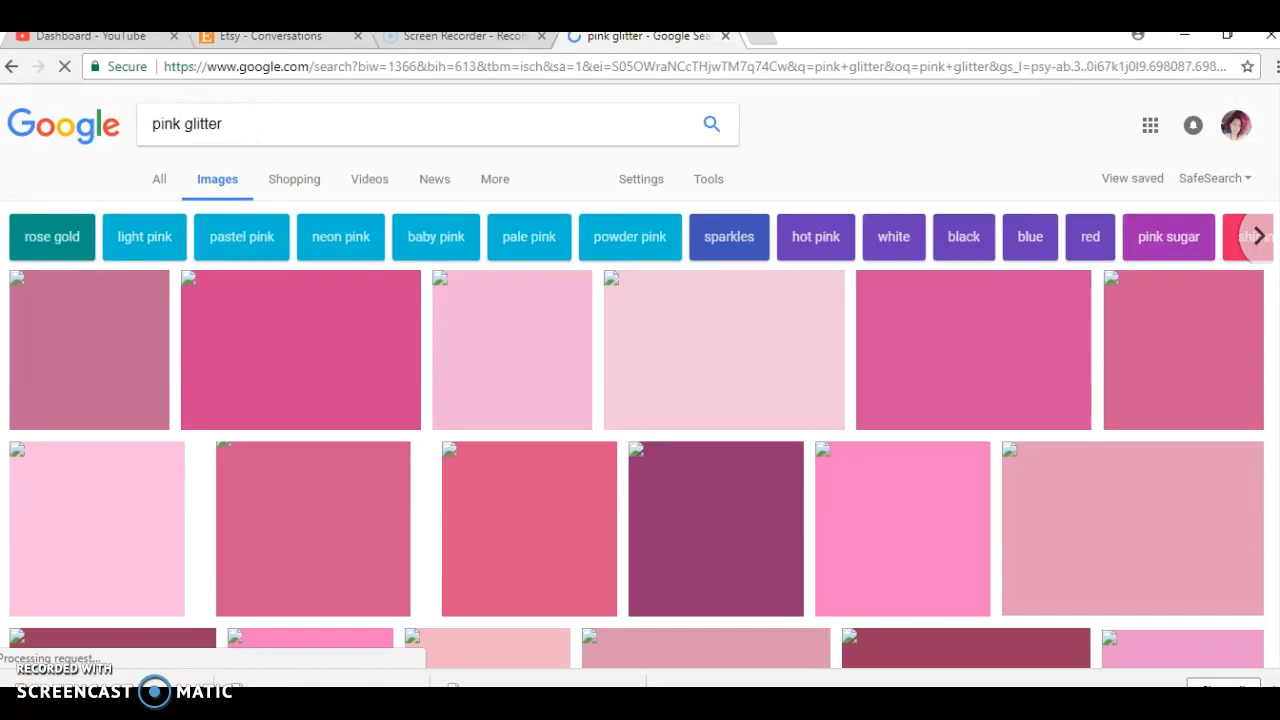 Dashboard - YouTube
Etsy - Conversations
Screen Recorder - Recor
pink glitter - Google Sea
Secure
https://www.google.com/search?biw=1366&bih=613&tbm=isch&sa=1&ei=S05OWraNCcTHjwTM7q74Cw&q=pink+glitter&oq=pink+glitter&gs_l=psy-ab.3..0i67k1j0l9.698087.698...
Google
pink glitter
All
Images
Shopping
Videos
News
More
Settings
Tools
View saved
SafeSearch
rose gold
light pink
pastel pink
neon pink
baby pink
pale pink
powder pink
sparkles
hot pink
white
black
blue
red
pink sugar
Processing request...
RECORDED WITH
SCREENCAST MATIC